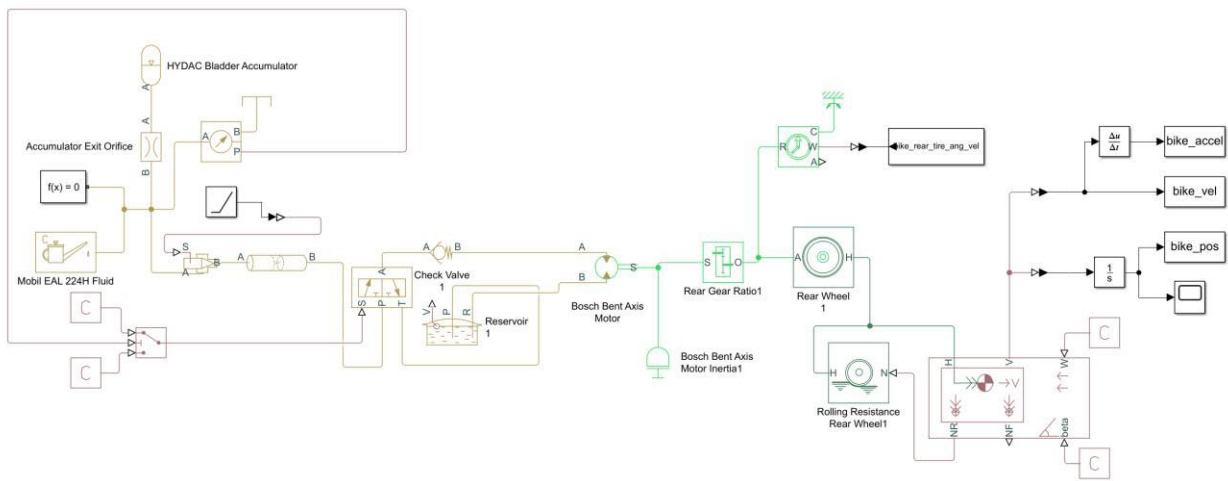 HYDAC Bladder Accumulator
A
A
Accumulator Exit Orifice
B
A
B
P
f(x) = 0
C
Mobil EAL 224H Fluid
S
A
B
A
B
C
C
A
B
Check Valve
1
A
S
P
T
V
P
R
Reservoir
1
A
B
S
Bosch Bent Axis
Motor
Bosch Bent Axis
Motor Inertia1
S
O
Rear Gear Ratio1
R
C
W
A
bike_rear_tire_ang_vel
A
H
Rear Wheel
1
H
N
Rolling Resistance
Rear Wheel1
Δu
Δt
bike_accel
bike_vel
bike_pos
1
s
H
V
W
V
NR
NF
beta
C
C